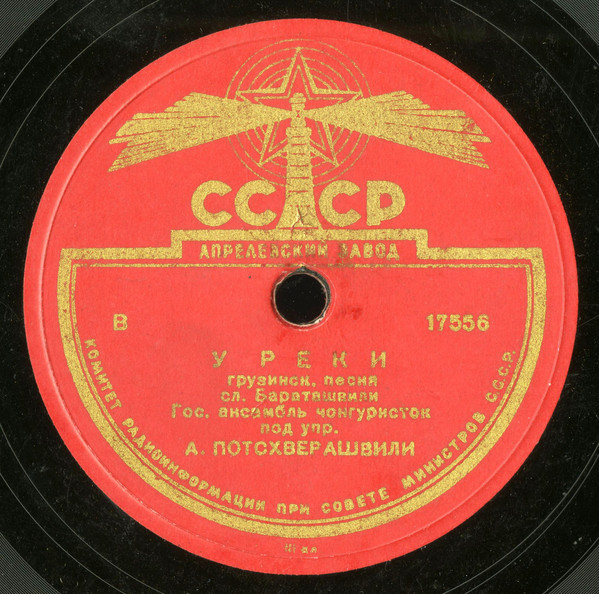 СССР
АПРЕЛЕВСКИЙ ЗАВОД
В 17556
У РЕКИ
грузинск. песня
сл. Бараташвили
Гос. ансамбль чонгуристок
под упр.
А. ПОТСХВЕРАШВИЛИ
КОМИТЕТ РАДИОИНФОРМАЦИИ ПРИ СОВЕТЕ МИНИСТРОВ СССР.